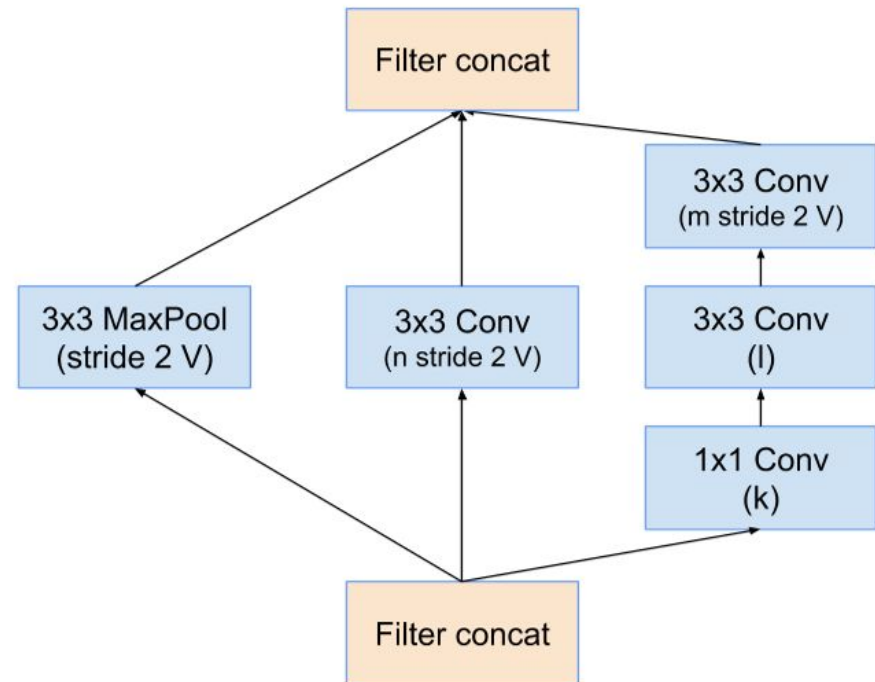 Filter concat
3x3 Conv
(m stride 2 V)
3x3 MaxPool
(stride 2 V)
3x3 Conv
(n stride 2 V)
3x3 Conv
(l)
1x1 Conv
(k)
Filter concat